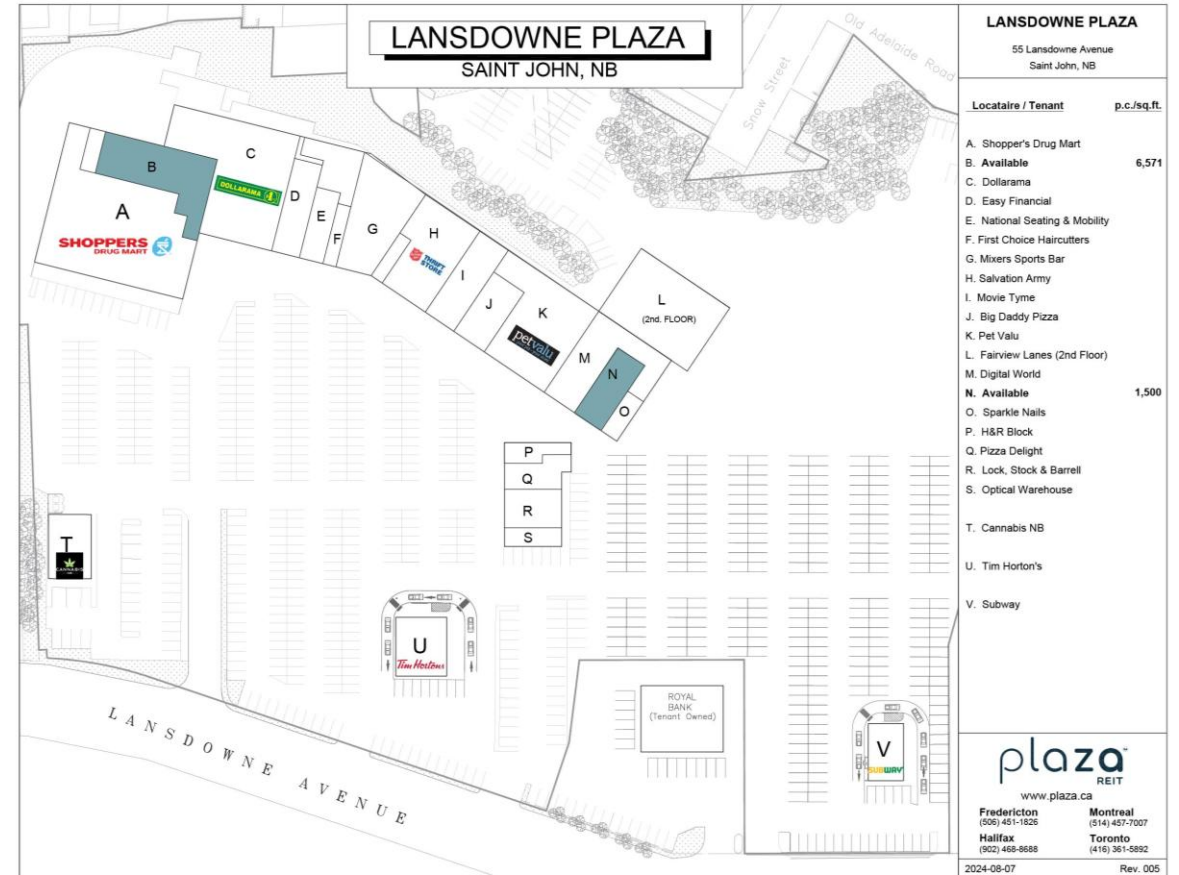 LANSDOWNE PLAZA
SAINT JOHN, NB
Old Adelaide Road
Snow Street
A
SHOPPERS
DRUG MART
B
C
DOLLARAMA
D
E
F
G
H
THRIFT
STORE
I
J
K
petvalu
L
(2nd. FLOOR)
M
N
O
P
Q
R
S
T
CANNABIS
U
Tim Hortons
ROYAL
BANK
(Tenant Owned)
V
SUBWAY
LANSDOWNE AVENUE
LANSDOWNE PLAZA
55 Lansdowne Avenue
Saint John, NB
Locataire / Tenant p.c./sq.ft.
A. Shopper's Drug Mart
B. Available 6,571
C. Dollarama
D. Easy Financial
E. National Seating & Mobility
F. First Choice Haircutters
G. Mixers Sports Bar
H. Salvation Army
I. Movie Tyme
J. Big Daddy Pizza
K. Pet Valu
L. Fairview Lanes (2nd Floor)
M. Digital World
N. Available 1,500
O. Sparkle Nails
P. H&R Block
Q. Pizza Delight
R. Lock, Stock & Barrell
S. Optical Warehouse
T. Cannabis NB
U. Tim Horton's
V. Subway
plaza
REIT
www.plaza.ca
Fredericton Montreal
(506) 451-1826 (514) 457-7007
Halifax Toronto
(902) 468-8688 (416) 361-5892
2024-08-07 Rev. 005